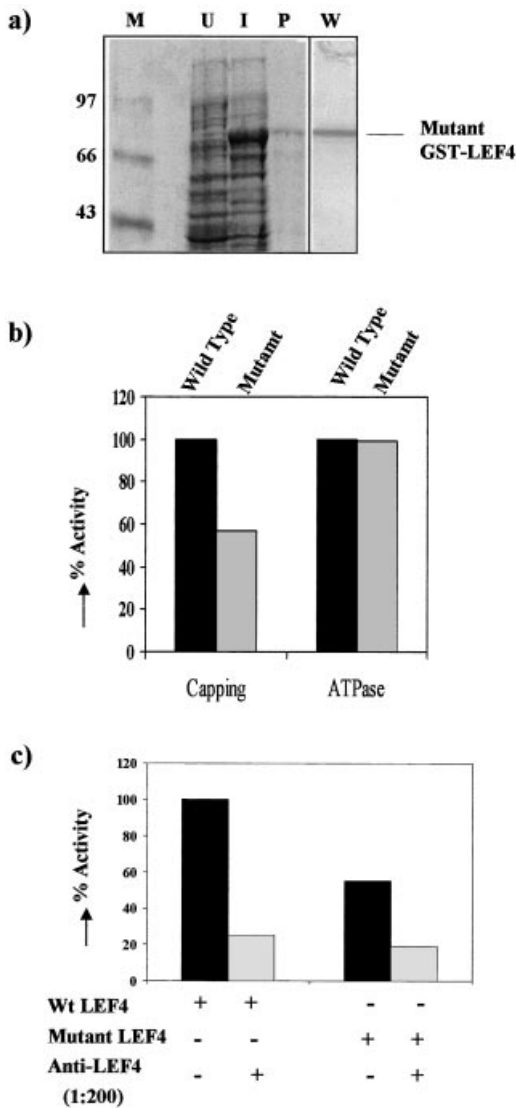 a)
M U I P W
97
66
43
Mutant
GST-LEF4
b)
Wild Type
Mutamt
Wild Type
Mutant
120
100
80
60
40
20
0
% Activity
Capping ATPase
c)
120
100
80
60
40
20
0
% Activity
Wt LEF4 + + - -
Mutant LEF4 - - + +
Anti-LEF4 - + - +
(1:200)